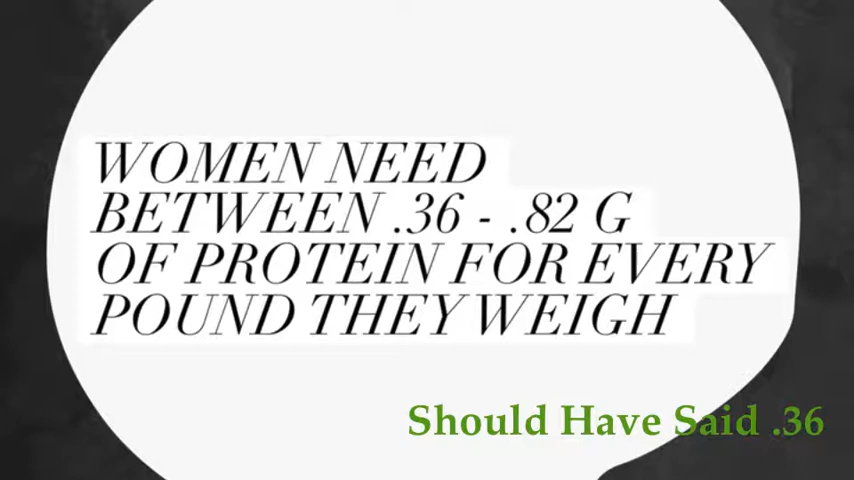 WOMEN NEED
BETWEEN .36 - .82 G
OF PROTEIN FOR EVERY
POUND THEY WEIGH
Should Have Said .36